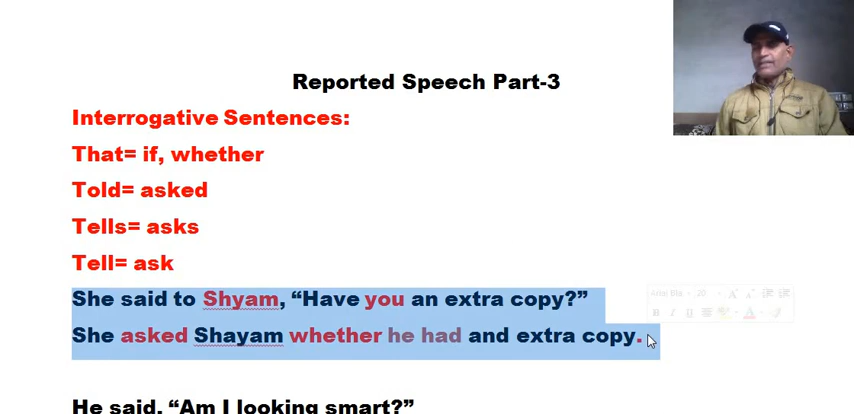 Reported Speech Part-3
Interrogative Sentences:
That= if, whether
Told= asked
Tells= asks
Tell= ask
She said to Shyam, “Have you an extra copy?”
She asked Shayam whether he had and extra copy.
He said, “Am I looking smart?”